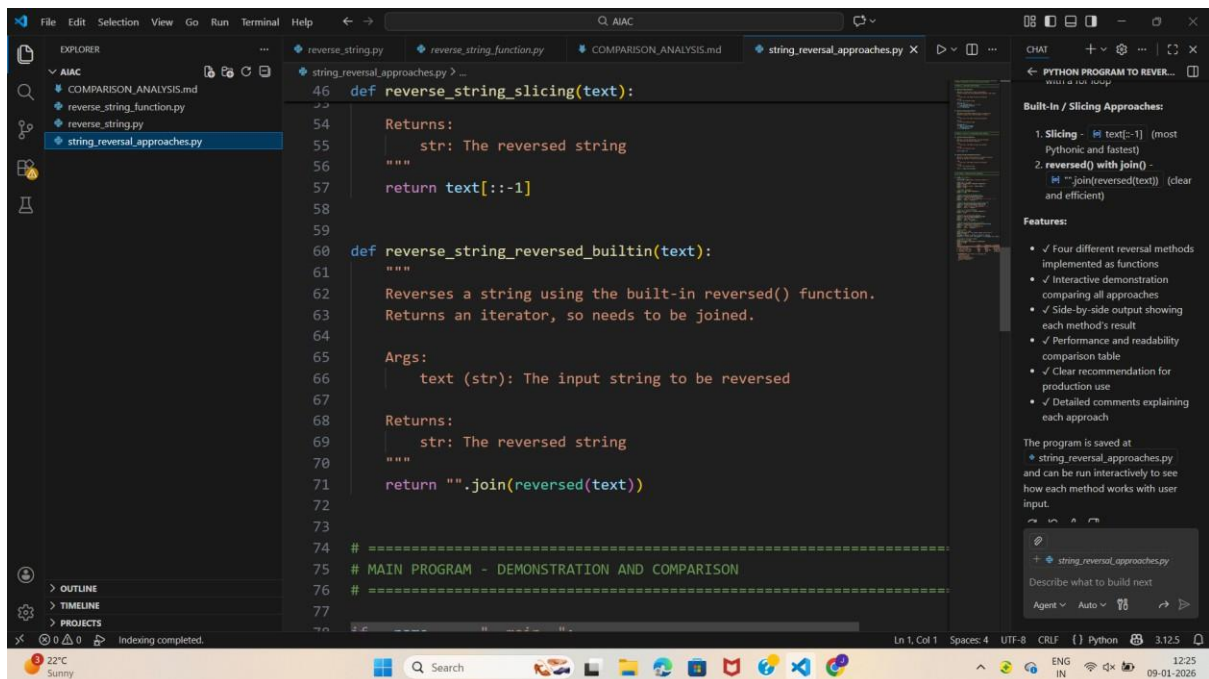 File Edit Selection View Go Run Terminal Help
AIAC
EXPLORER
AIAC
COMPARISON_ANALYSIS.md
reverse_string_function.py
reverse_string.py
string_reversal_approaches.py
OUTLINE
TIMELINE
PROJECTS
reverse_string.py reverse_string_function.py COMPARISON_ANALYSIS.md string_reversal_approaches.py
string_reversal_approaches.py > ...
46 def reverse_string_slicing(text):
54 Returns:
55 str: The reversed string
56 """
57 return text[::-1]
58
59
60 def reverse_string_reversed_builtin(text):
61 """
62 Reverses a string using the built-in reversed() function.
63 Returns an iterator, so needs to be joined.
64
65 Args:
66 text (str): The input string to be reversed
67
68 Returns:
69 str: The reversed string
70 """
71 return "".join(reversed(text))
72
73
74 # ====================================================================
75 # MAIN PROGRAM - DEMONSTRATION AND COMPARISON
76 # ====================================================================
77
CHAT
PYTHON PROGRAM TO REVER...
with a for loop
Built-In / Slicing Approaches:
1. Slicing - text[::-1] (most
Pythonic and fastest)
2. reversed() with join() -
"".join(reversed(text)) (clear
and efficient)
Features:
• ✓ Four different reversal methods
implemented as functions
• ✓ Interactive demonstration
comparing all approaches
• ✓ Side-by-side output showing
each method's result
• ✓ Performance and readability
comparison table
• ✓ Clear recommendation for
production use
• ✓ Detailed comments explaining
each approach
The program is saved at
string_reversal_approaches.py
and can be run interactively to see
how each method works with user
input.
+ string_reversal_approaches.py
Describe what to build next
Agent Auto
0 0 0 Indexing completed. Ln 1, Col 1 Spaces: 4 UTF-8 CRLF {} Python 3.12.5
3
22°C
Sunny
Search
ENG
IN
12:25
09-01-2026